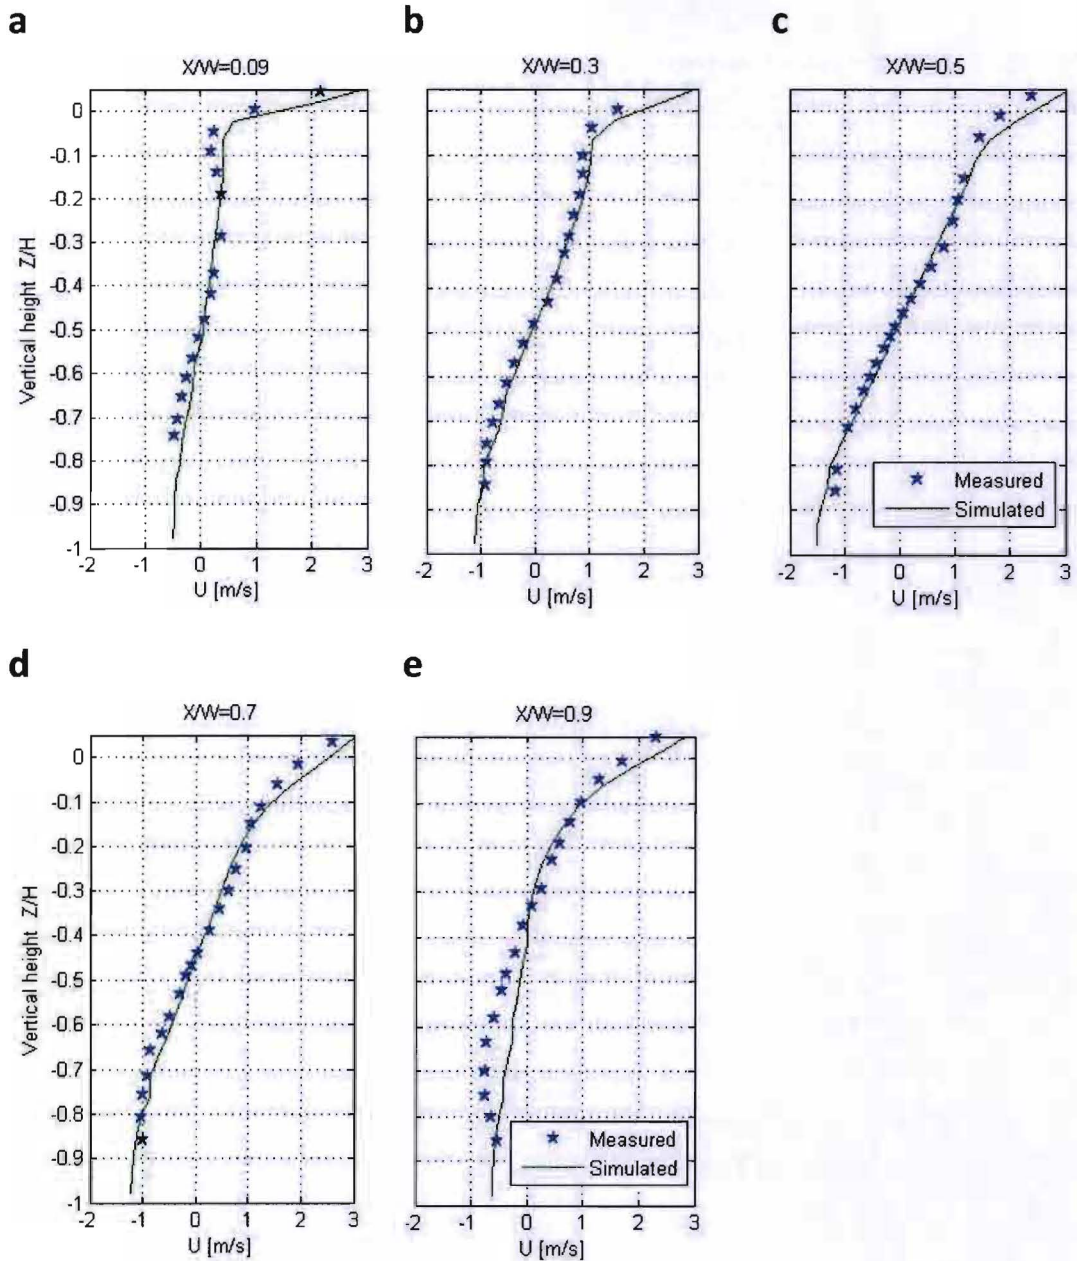 a
b
c
X/W=0.09
X/W=0.3
X/W=0.5
0
-0.1
-0.2
-0.3
-0.4
-0.5
-0.6
-0.7
-0.8
-0.9
-1
Vertical height Z/H
-2 -1 0 1 2 3
U [m/s]
-2 -1 0 1 2 3
U [m/s]
Measured
Simulated
-2 -1 0 1 2 3
U [m/s]
d
e
X/W=0.7
X/W=0.9
0
-0.1
-0.2
-0.3
-0.4
-0.5
-0.6
-0.7
-0.8
-0.9
-1
Vertical height Z/H
-2 -1 0 1 2 3
U [m/s]
Measured
Simulated
-2 -1 0 1 2 3
U [m/s]